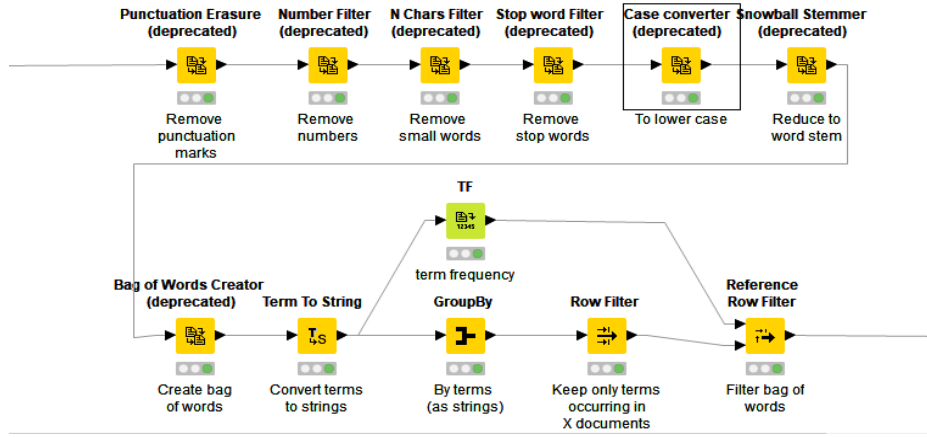 Punctuation Erasure
(deprecated)
Number Filter
(deprecated)
N Chars Filter
(deprecated)
Stop word Filter
(deprecated)
Case converter
(deprecated)
Snowball Stemmer
(deprecated)
Remove
punctuation
marks
Remove
numbers
Remove
small words
Remove
stop words
To lower case
Reduce to
word stem
TF
12345
term frequency
Bag of Words Creator
(deprecated)
Term To String
GroupBy
Row Filter
Reference
Row Filter
T S
Create bag
of words
Convert terms
to strings
By terms
(as strings)
Keep only terms
occurring in
X documents
Filter bag of
words